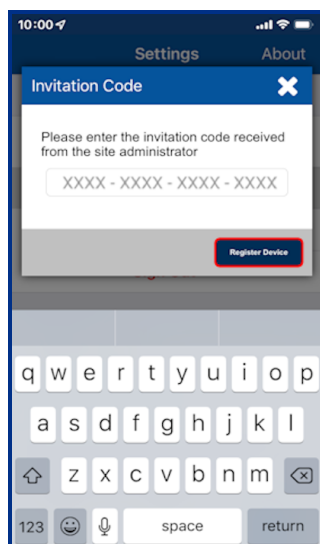 10:00
Settings About
Invitation Code
Please enter the invitation code received
from the site administrator
XXXX - XXXX - XXXX - XXXX
Register Device
q w e r t y u i o p
a s d f g h j k l
z x c v b n m
123 space return